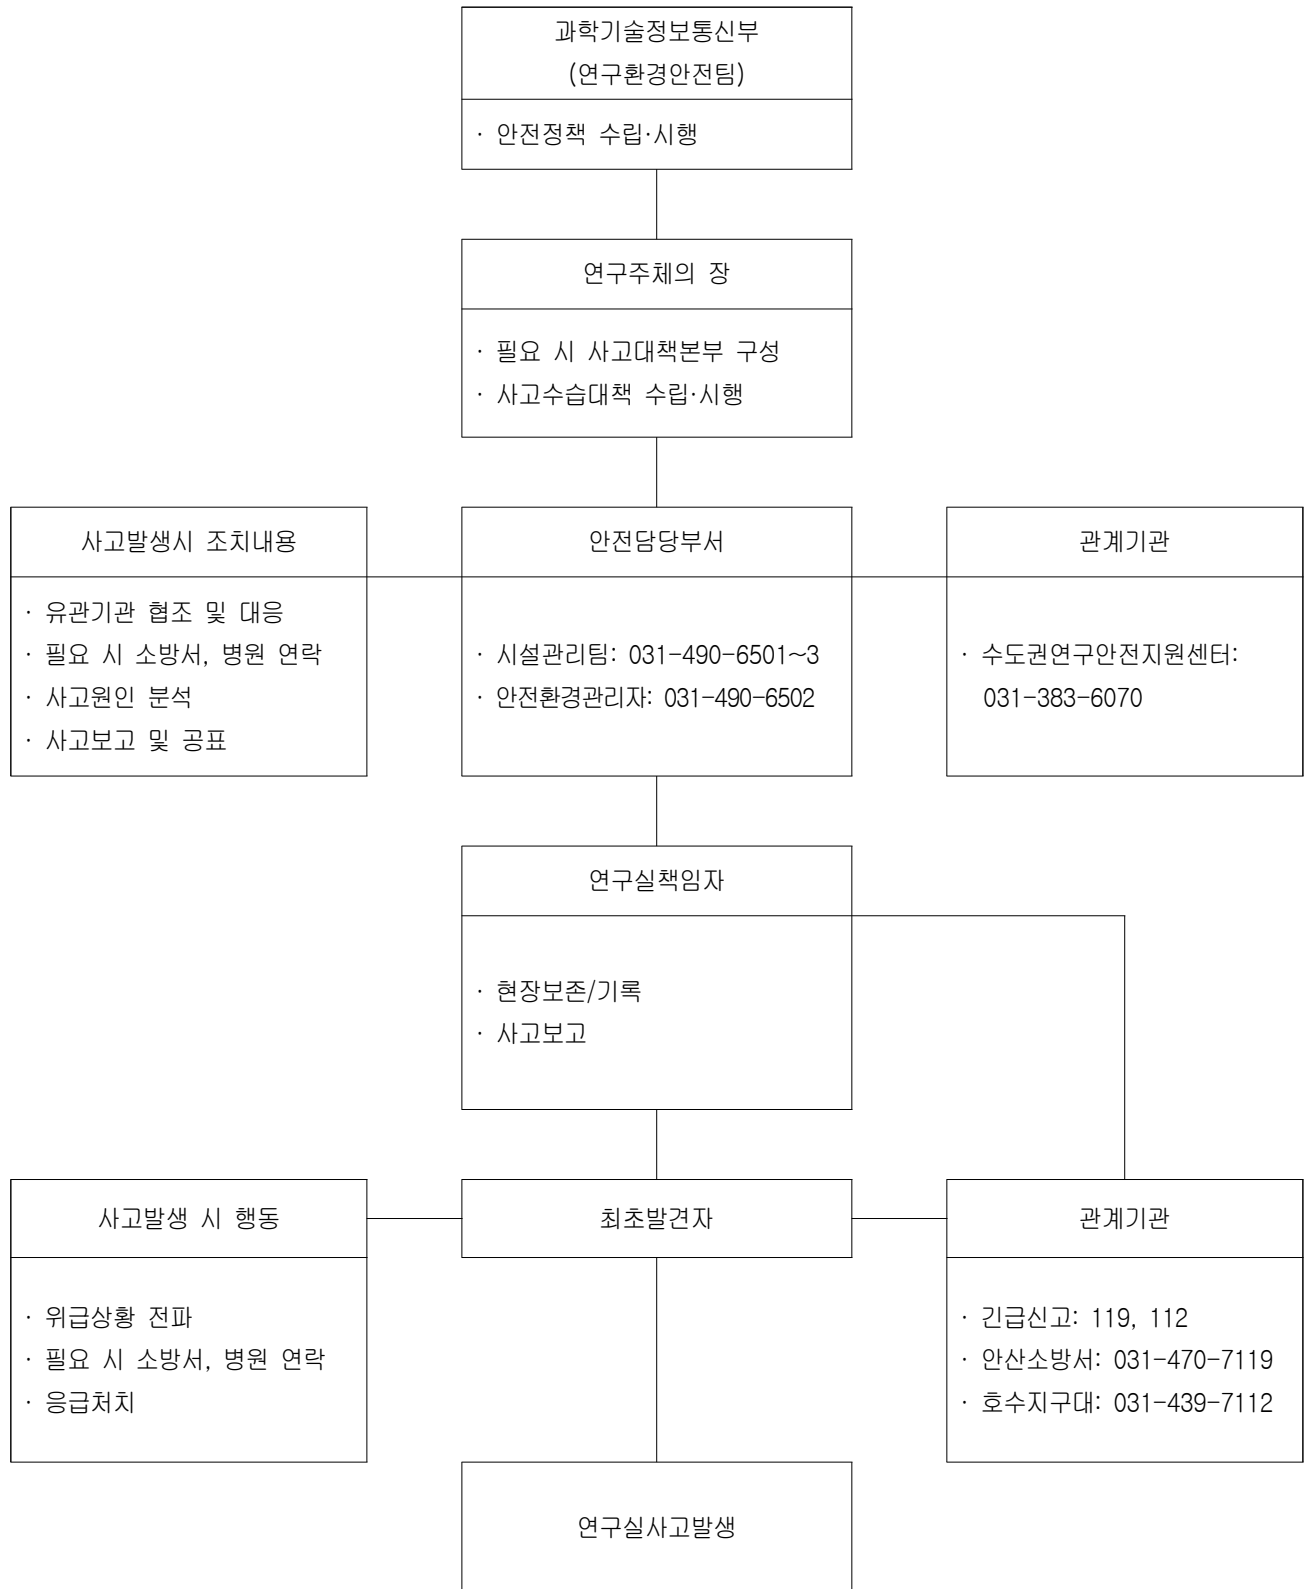 과학기술정보통신부
(연구환경안전팀)
· 안전정책 수립·시행
연구주체의 장
· 필요 시 사고대책본부 구성
· 사고수습대책 수립·시행
사고발생시 조치내용
· 유관기관 협조 및 대응
· 필요 시 소방서, 병원 연락
· 사고원인 분석
· 사고보고 및 공표
안전담당부서
· 시설관리팀: 031-490-6501~3
· 안전환경관리자: 031-490-6502
관계기관
· 수도권연구안전지원센터:
031-383-6070
연구실책임자
· 현장보존/기록
· 사고보고
사고발생 시 행동
· 위급상황 전파
· 필요 시 소방서, 병원 연락
· 응급처치
최초발견자
관계기관
· 긴급신고: 119, 112
· 안산소방서: 031-470-7119
· 호수지구대: 031-439-7112
연구실사고발생